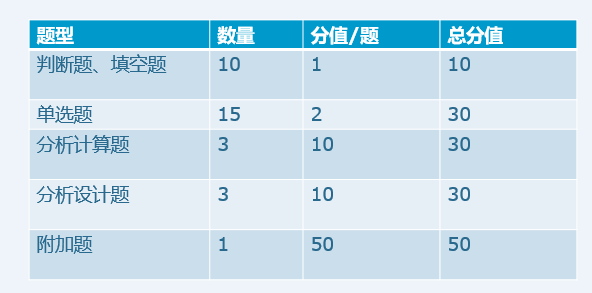 题型 数量 分值/题 总分值
判断题、填空题 10 1 10
单选题 15 2 30
分析计算题 3 10 30
分析设计题 3 10 30
附加题 1 50 50